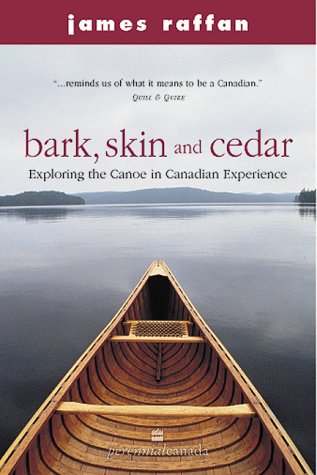 james raffan
“...reminds us of what it means to be a Canadian.”
Quill & Quire
bark, skin and cedar
Exploring the Canoe in Canadian Experience
perennialcanada